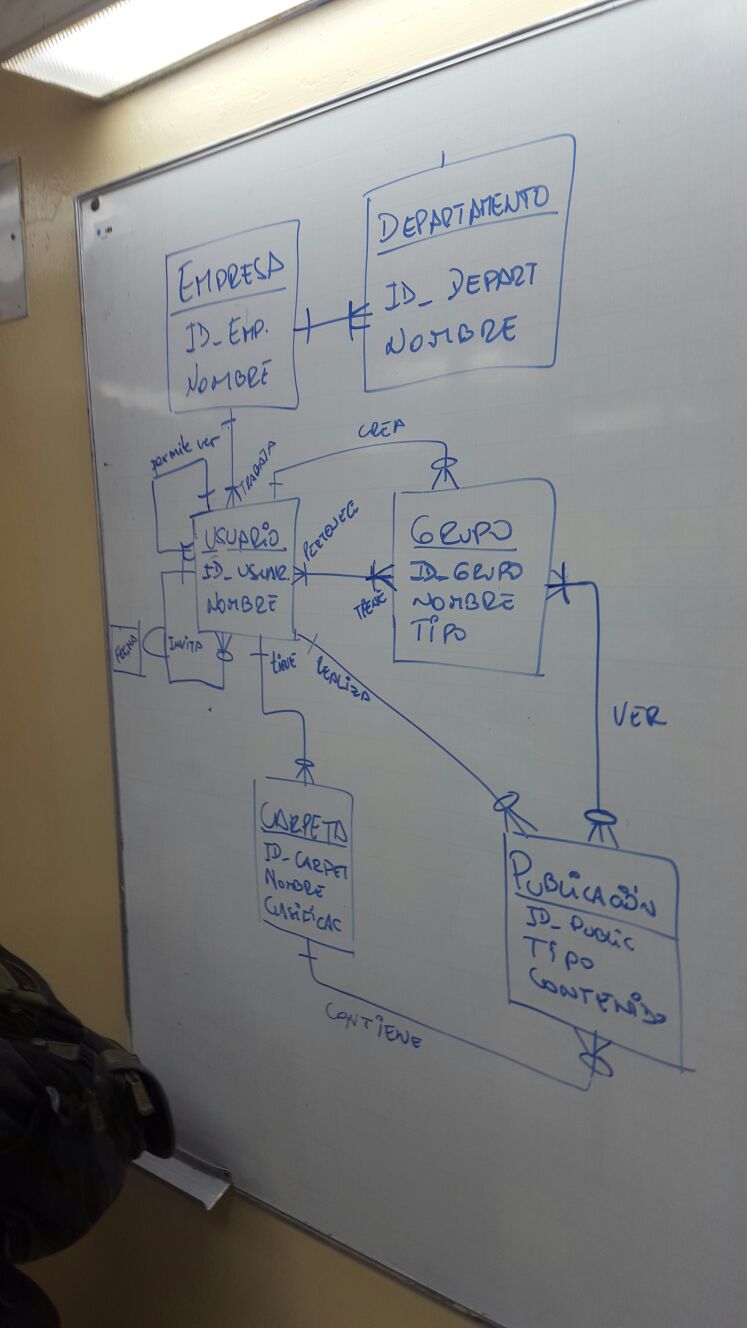 EMPRESA
ID_EMP.
NOMBRE
DEPARTAMENTO
ID_DEPART
NOMBRE
permite ver
TRABAJA
CREA
USUARIO
ID_USUAR.
NOMBRE
PERTENECE
TIENE
GRUPO
ID_GRUPO
NOMBRE
TIPO
FECHA
INVITA
tiene
REALIZA
VER
CARPETA
ID_CARPET
NOMBRE
CLASIFICAC
PUBLICACIÓN
ID_PUBLIC
TIPO
CONTENIDO
CONTIENE